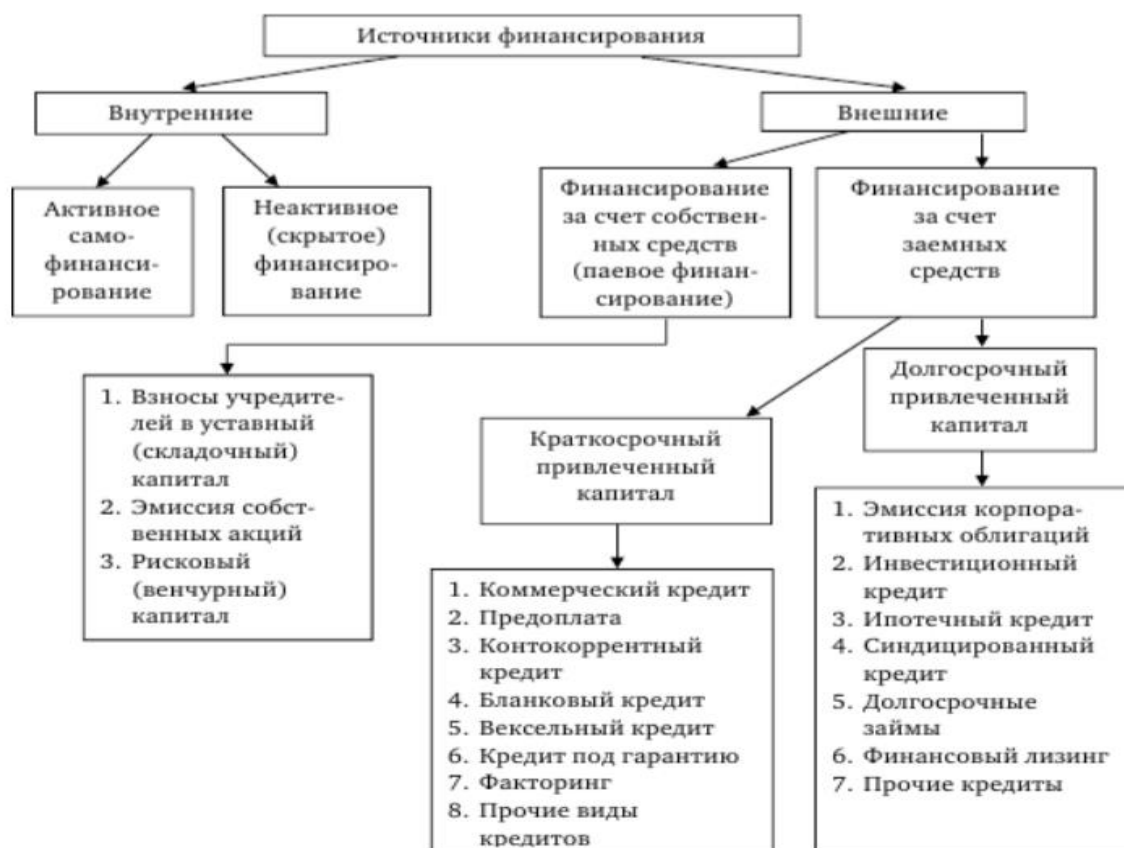 Источники финансирования
Внутренние
Внешние
Активное
само-
финанси-
рование
Неактивное
(скрытое)
финансиро-
вание
Финансирование
за счет собствен-
ных средств
(паевое финан-
сирование)
Финансирование
за счет
заемных
средств
1. Взносы учредите-
лей в уставный
(складочный)
капитал
2. Эмиссия собст-
венных акций
3. Рисковый
(венчурный)
капитал
Краткосрочный
привлеченный
капитал
Долгосрочный
привлеченный
капитал
1. Коммерческий кредит
2. Предоплата
3. Контокоррентный
кредит
4. Бланковый кредит
5. Вексельный кредит
6. Кредит под гарантию
7. Факторинг
8. Прочие виды
кредитов
1. Эмиссия корпора-
тивных облигаций
2. Инвестиционный
кредит
3. Ипотечный кредит
4. Синдицированный
кредит
5. Долгосрочные
займы
6. Финансовый лизинг
7. Прочие кредиты